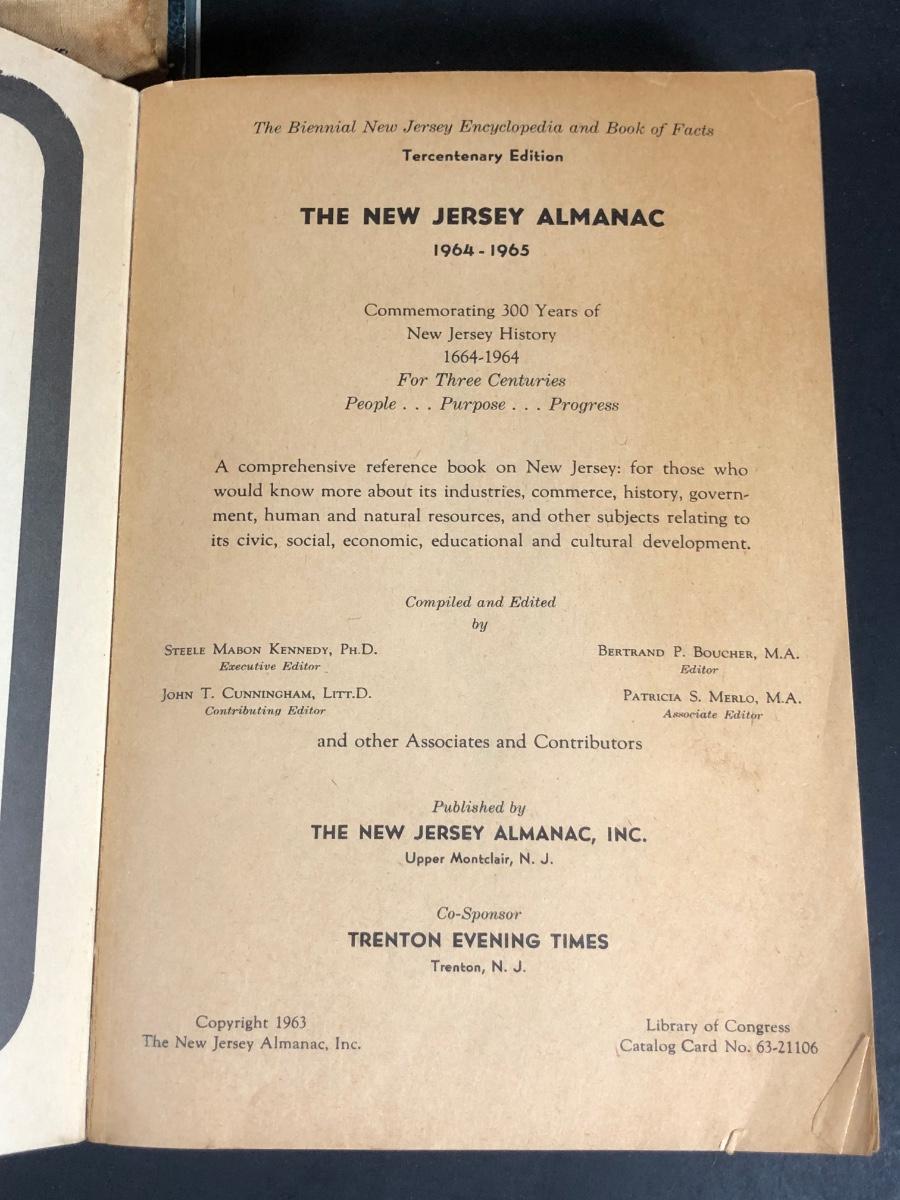 The Biennial New Jersey Encyclopedia and Book of Facts
Tercentenary Edition
THE NEW JERSEY ALMANAC
1964 - 1965
Commemorating 300 Years of
New Jersey History
1664-1964
For Three Centuries
People . . . Purpose . . . Progress
A comprehensive reference book on New Jersey: for those who
would know more about its industries, commerce, history, govern-
ment, human and natural resources, and other subjects relating to
its civic, social, economic, educational and cultural development.
Compiled and Edited
by
STEELE MABON KENNEDY, PH.D.
Executive Editor
BERTRAND P. BOUCHER, M.A.
Editor
JOHN T. CUNNINGHAM, LITT.D.
Contributing Editor
PATRICIA S. MERLO, M.A.
Associate Editor
and other Associates and Contributors
Published by
THE NEW JERSEY ALMANAC, INC.
Upper Montclair, N. J.
Co-Sponsor
TRENTON EVENING TIMES
Trenton, N. J.
Copyright 1963
The New Jersey Almanac, Inc.
Library of Congress
Catalog Card No. 63-21106